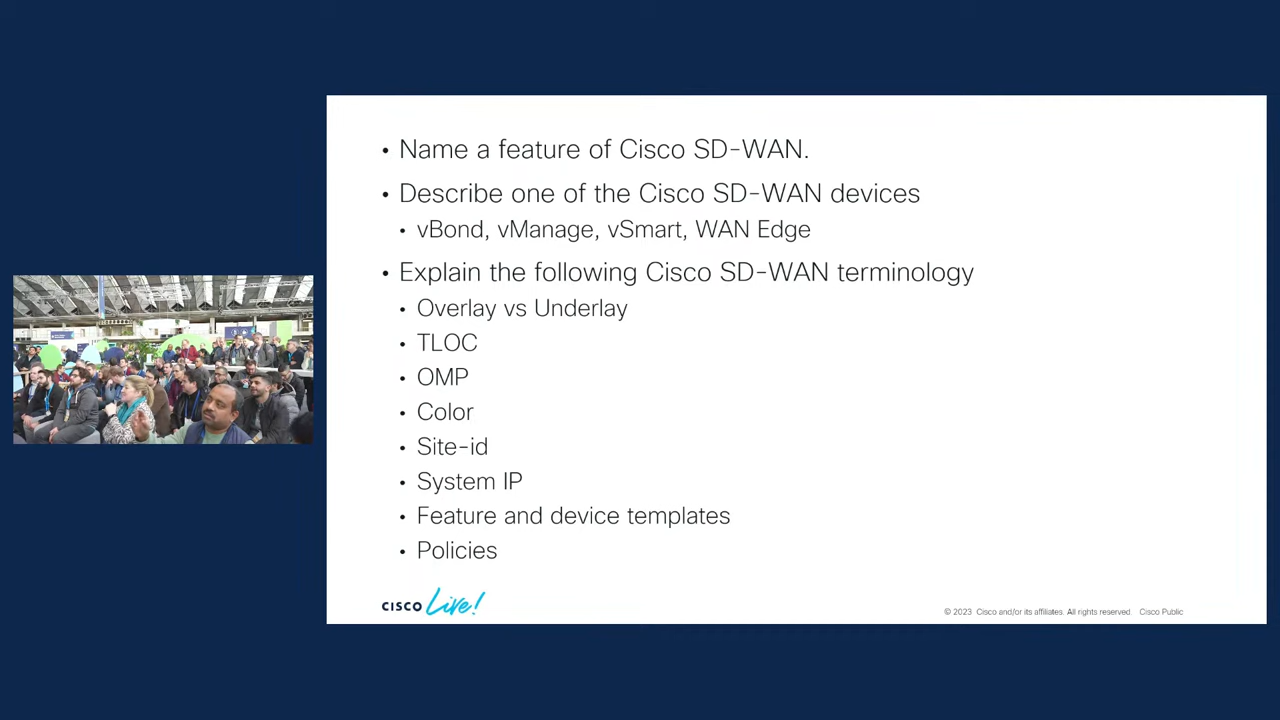 • Name a feature of Cisco SD-WAN.
• Describe one of the Cisco SD-WAN devices
• vBond, vManage, vSmart, WAN Edge
• Explain the following Cisco SD-WAN terminology
• Overlay vs Underlay
• TLOC
• OMP
• Color
• Site-id
• System IP
• Feature and device templates
• Policies
CISCO Live!
© 2023 Cisco and/or its affiliates. All rights reserved. Cisco Public